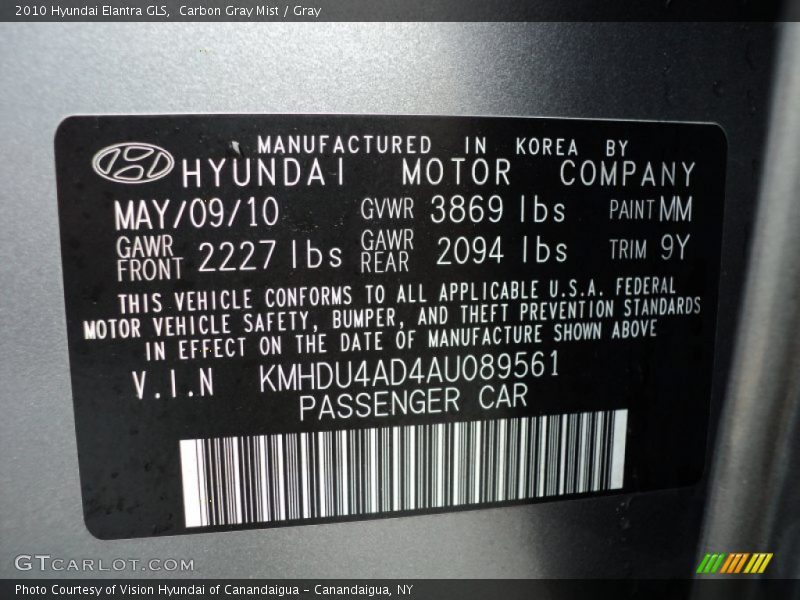 2010 Hyundai Elantra GLS, Carbon Gray Mist / Gray
MANUFACTURED IN KOREA BY
HYUNDAI MOTOR COMPANY
MAY/09/10 GVWR 3869 lbs PAINT MM
GAWR FRONT 2227 lbs GAWR REAR 2094 lbs TRIM 9Y
THIS VEHICLE CONFORMS TO ALL APPLICABLE U.S.A. FEDERAL
MOTOR VEHICLE SAFETY, BUMPER, AND THEFT PREVENTION STANDARDS
IN EFFECT ON THE DATE OF MANUFACTURE SHOWN ABOVE
V.I.N KMHDU4AD4AU089561
PASSENGER CAR
GTCARLOT.COM
Photo Courtesy of Vision Hyundai of Canandaigua - Canandaigua, NY